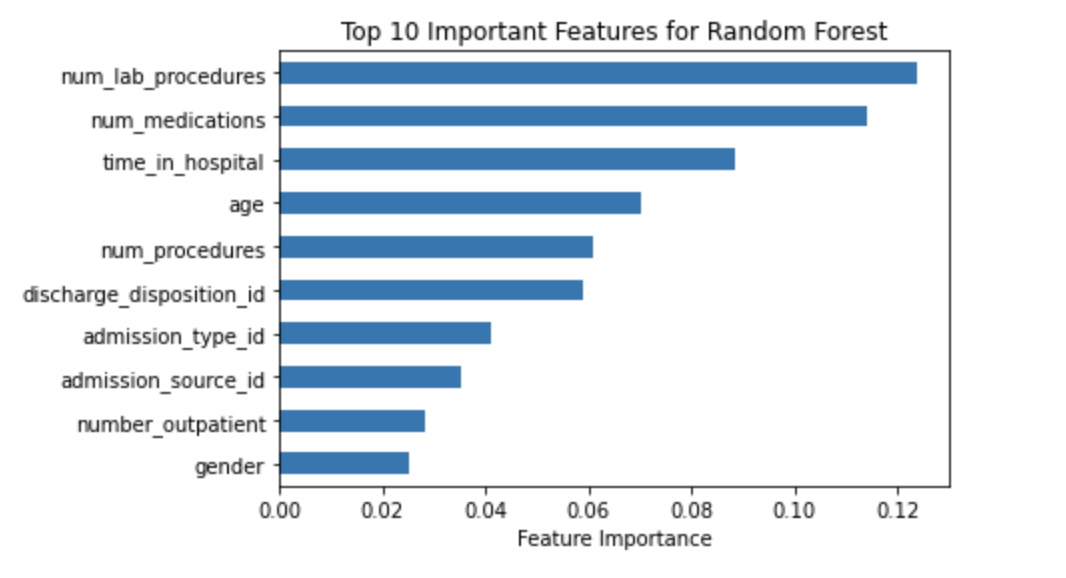 Top 10 Important Features for Random Forest
num_lab_procedures
num_medications
time_in_hospital
age
num_procedures
discharge_disposition_id
admission_type_id
admission_source_id
number_outpatient
gender
0.00 0.02 0.04 0.06 0.08 0.10 0.12
Feature Importance